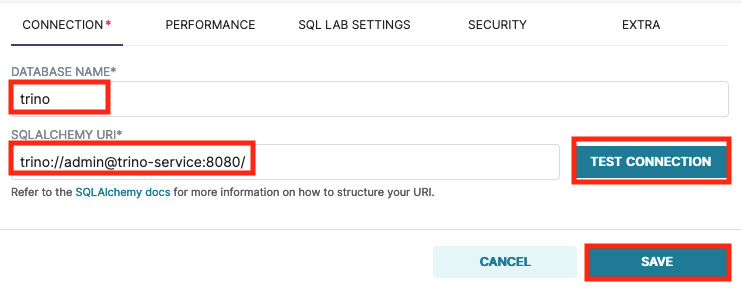 CONNECTION* PERFORMANCE SQL LAB SETTINGS SECURITY EXTRA
DATABASE NAME*
trino
SQLALCHEMY URI*
trino://admin@trino-service:8080/ TEST CONNECTION
Refer to the SQLAlchemy docs for more information on how to structure your URI.
CANCEL SAVE